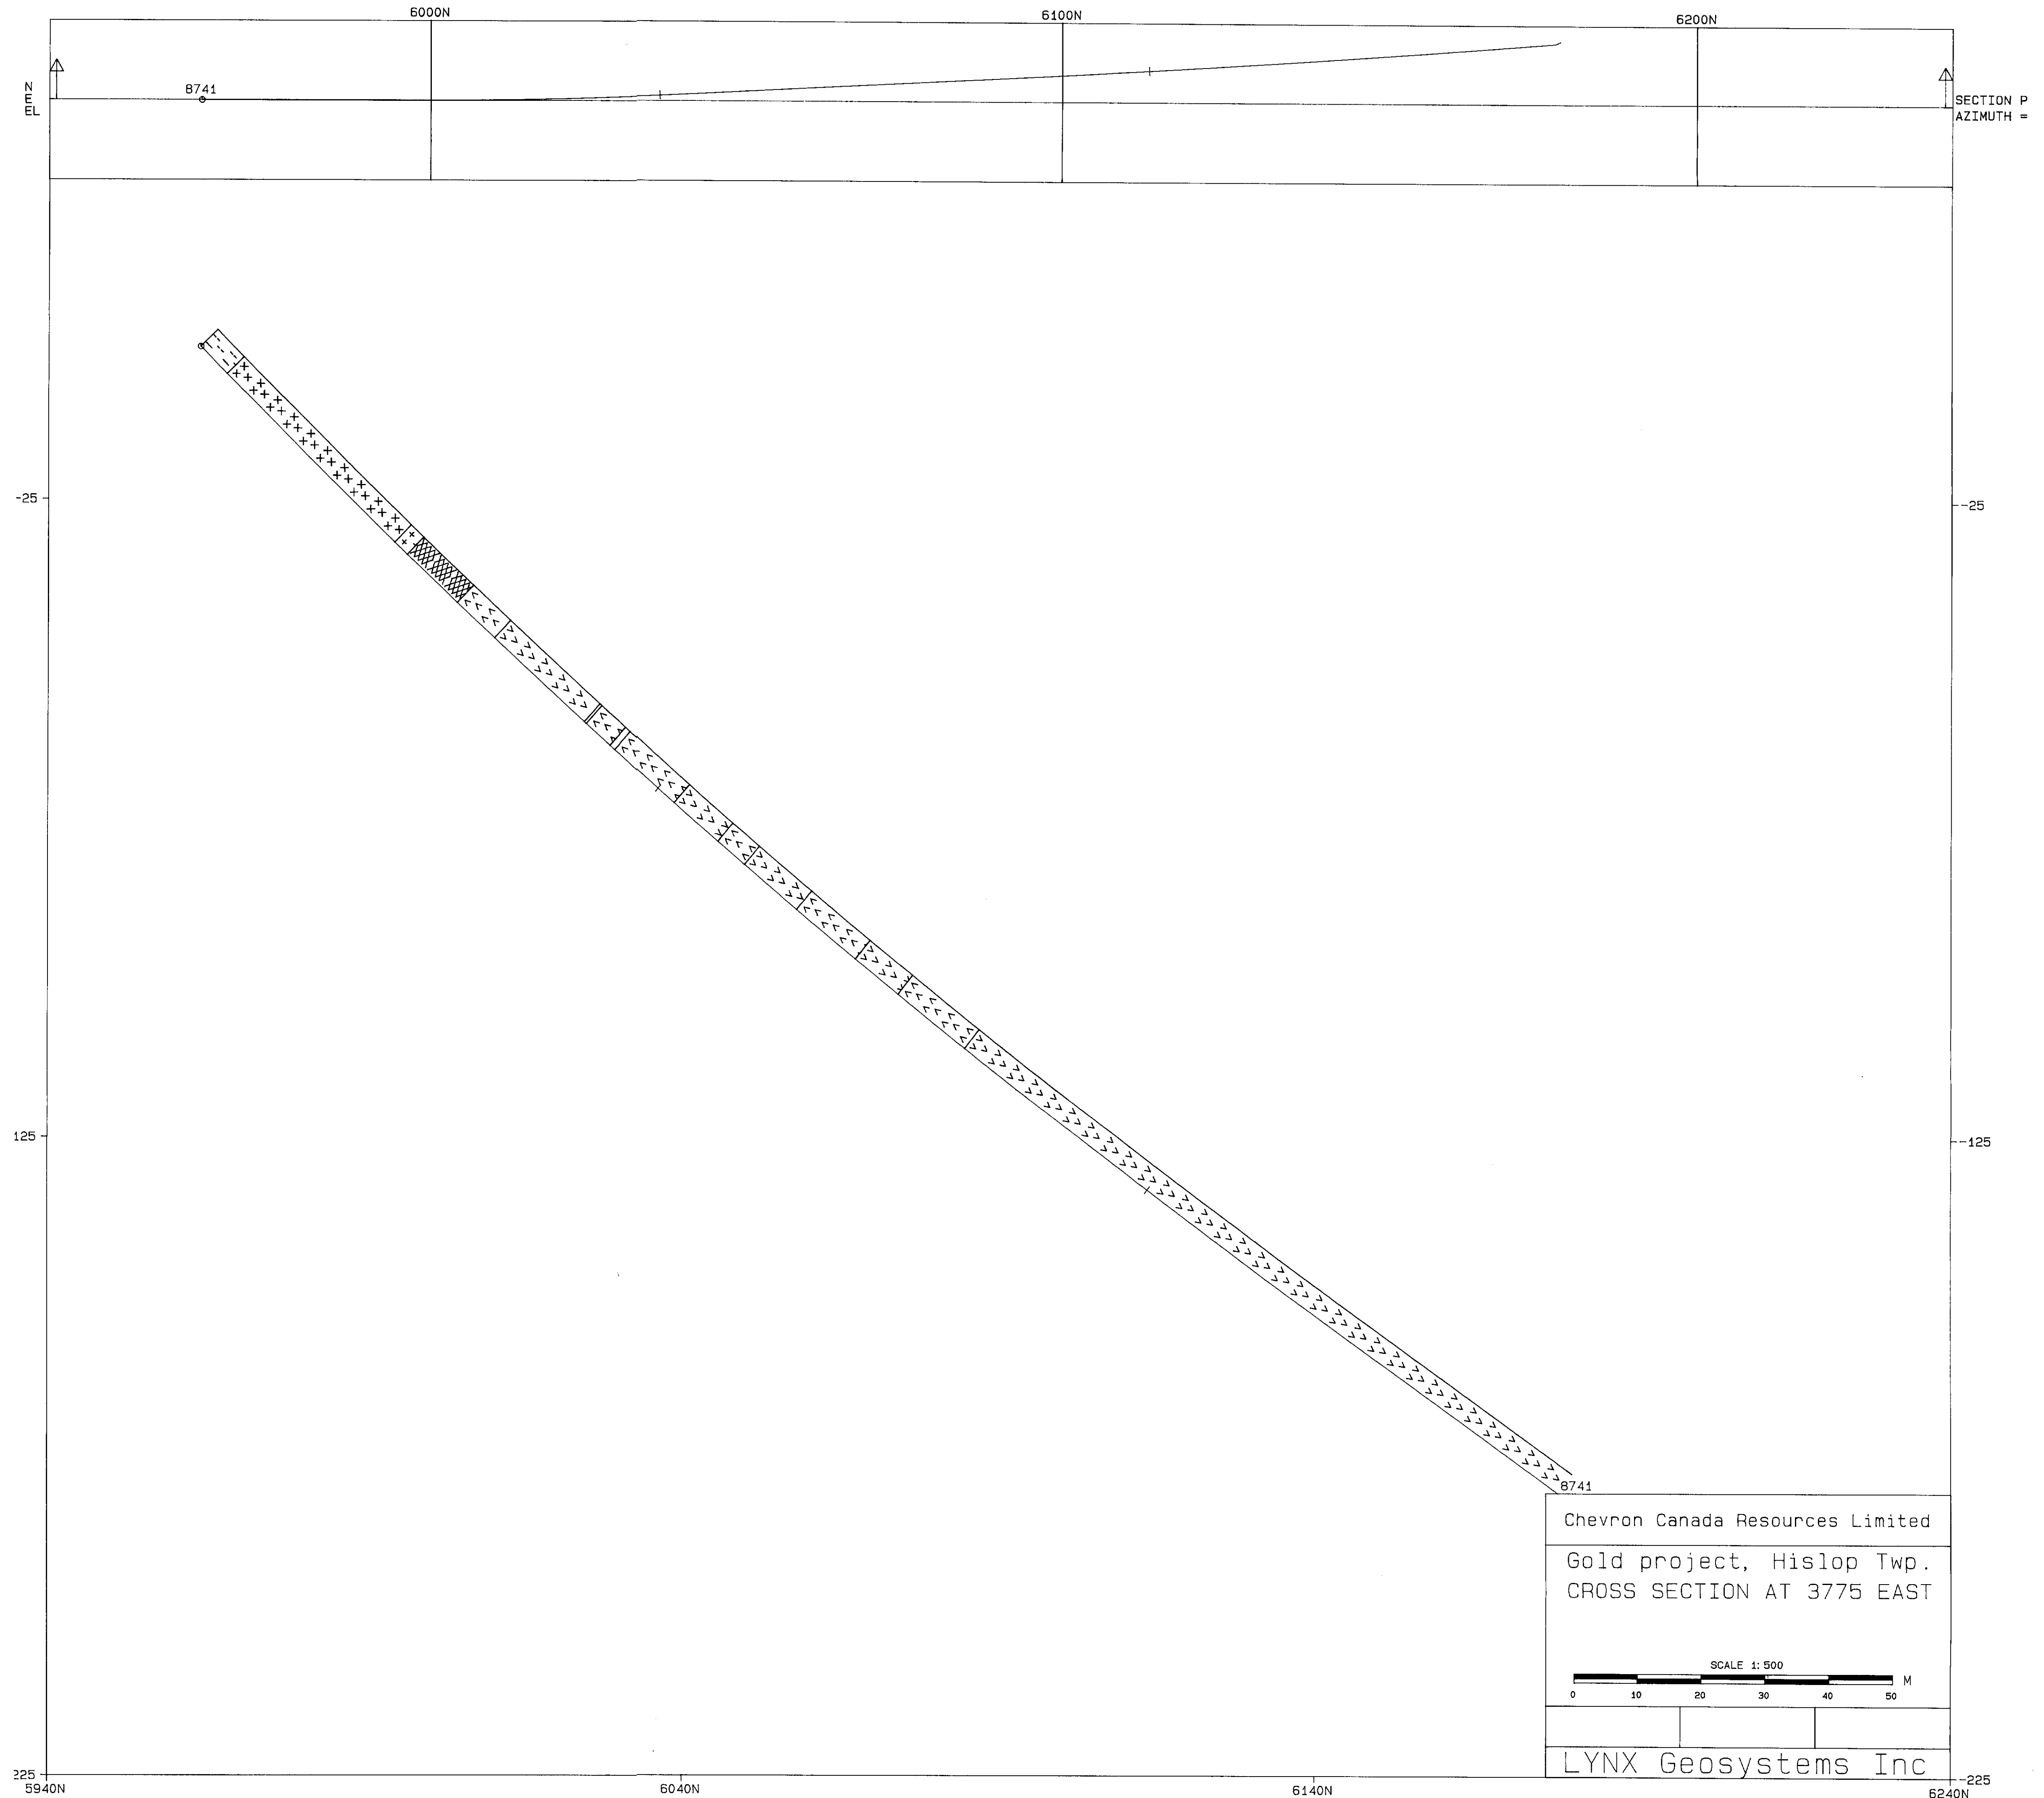 6000N
6100N
6200N
N
E
EL
8741
SECTION P
AZIMUTH =
-25
--25
125
--125
8741
Chevron Canada Resources Limited
Gold project, Hislop Twp.
CROSS SECTION AT 3775 EAST
SCALE 1:500
M
0 10 20 30 40 50
LYNX Geosystems Inc
225
--225
5940N
6040N
6140N
6240N